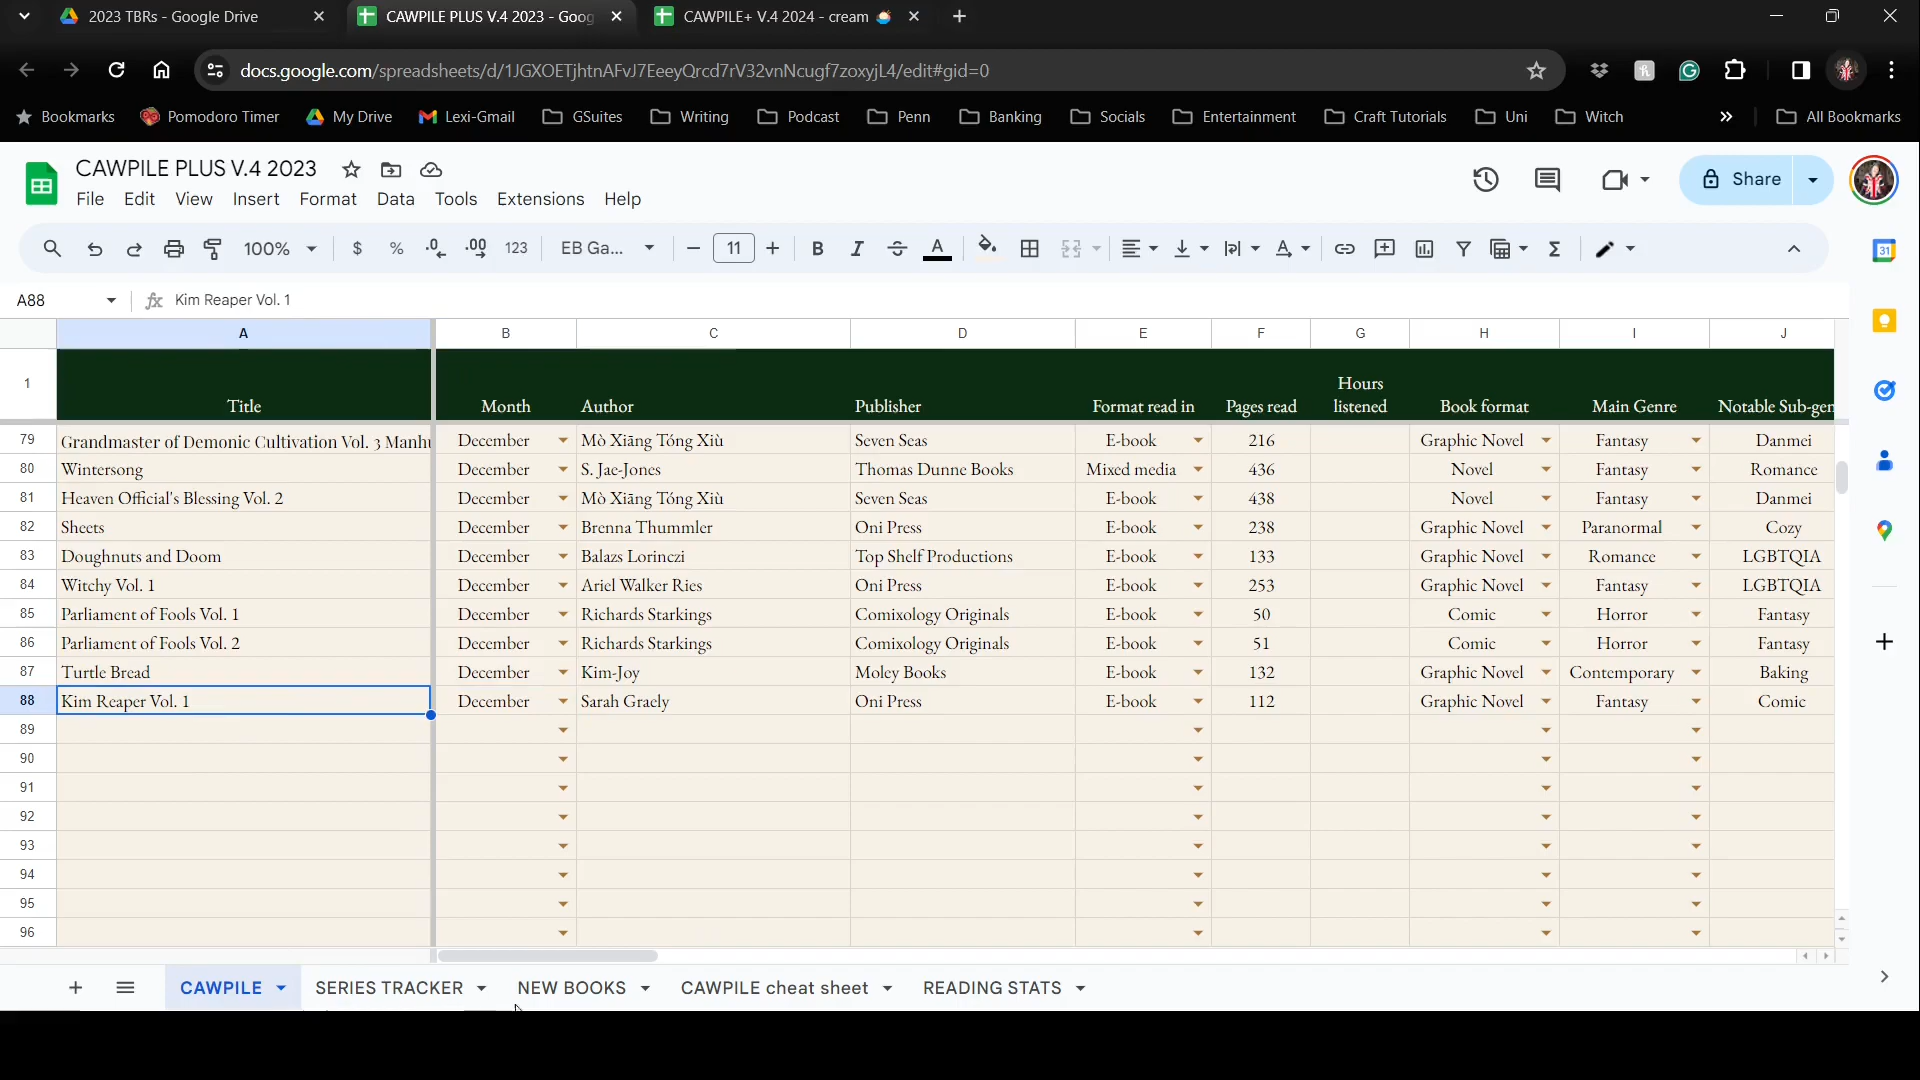 2023 TBRs - Google Drive
CAWPILE PLUS V.4 2023 - Goog
CAWPILE+ V.4 2024 - cream
docs.google.com/spreadsheets/d/1JGXOETjhtnAFvJ7EeeyQrcd7rV32vnNcugf7zoxyjL4/edit#gid=0
Bookmarks Pomodoro Timer My Drive Lexi-Gmail GSuites Writing Podcast Penn Banking Socials Entertainment Craft Tutorials Uni Witch » All Bookmarks
CAWPILE PLUS V.4 2023
File Edit View Insert Format Data Tools Extensions Help
Share
100% $ % .0 .00 123 EB Ga... 11 B I S A
A88 fx Kim Reaper Vol. 1
A B C D E F G H I J
1 Title Month Author Publisher Format read in Pages read Hours listened Book format Main Genre Notable Sub-gen
79 Grandmaster of Demonic Cultivation Vol. 3 Manhu December Mò Xiāng Tóng Xiù Seven Seas E-book 216 Graphic Novel Fantasy Danmei
80 Wintersong December S. Jae-Jones Thomas Dunne Books Mixed media 436 Novel Fantasy Romance
81 Heaven Official's Blessing Vol. 2 December Mò Xiāng Tóng Xiù Seven Seas E-book 438 Novel Fantasy Danmei
82 Sheets December Brenna Thummler Oni Press E-book 238 Graphic Novel Paranormal Cozy
83 Doughnuts and Doom December Balazs Lorinczi Top Shelf Productions E-book 133 Graphic Novel Romance LGBTQIA
84 Witchy Vol. 1 December Ariel Walker Ries Oni Press E-book 253 Graphic Novel Fantasy LGBTQIA
85 Parliament of Fools Vol. 1 December Richards Starkings Comixology Originals E-book 50 Comic Horror Fantasy
86 Parliament of Fools Vol. 2 December Richards Starkings Comixology Originals E-book 51 Comic Horror Fantasy
87 Turtle Bread December Kim-Joy Moley Books E-book 132 Graphic Novel Contemporary Baking
88 Kim Reaper Vol. 1 December Sarah Graely Oni Press E-book 112 Graphic Novel Fantasy Comic
89
90
91
92
93
94
95
96
CAWPILE SERIES TRACKER NEW BOOKS CAWPILE cheat sheet READING STATS